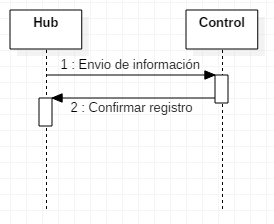 Hub
Control
1 : Envio de información
2 : Confirmar registro